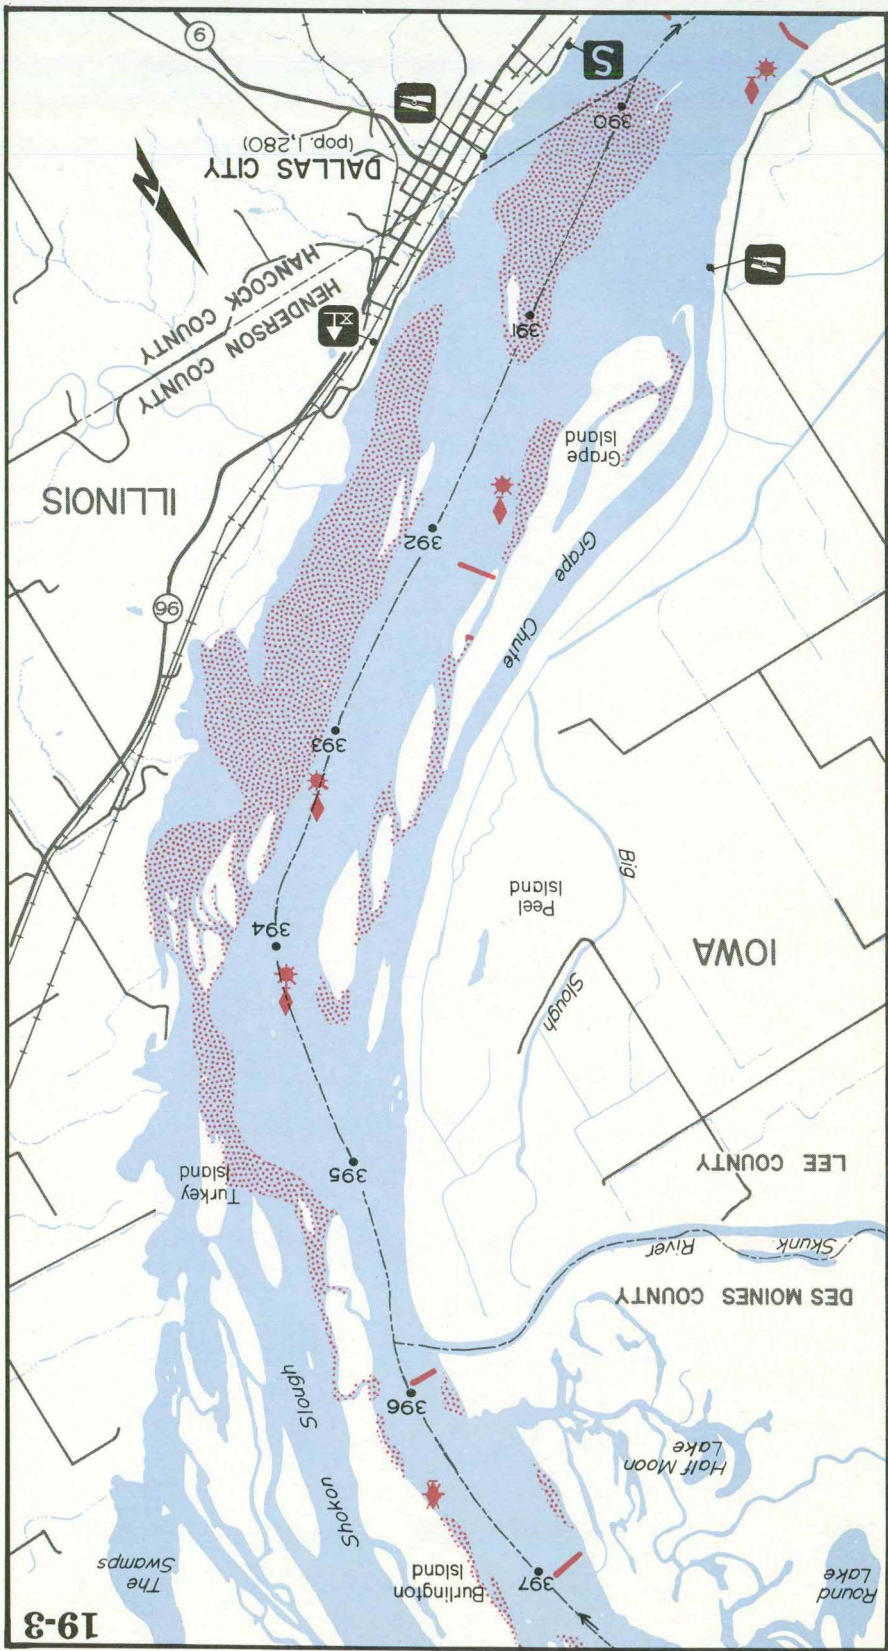 19-3
Round
Lake
397
Burlington
Island
The
Swamps
Shokon
Slough
Half Moon
Lake
396
DES MOINES COUNTY
Skunk
River
LEE COUNTY
395
Turkey
Island
IOWA
Big
Slough
Peel
Island
394
393
96
Grape
Chute
392
ILLINOIS
Grape
Island
391
HENDERSON COUNTY
HANCOCK COUNTY
N
DALLAS CITY
(pop. 1,280)
390
S
9